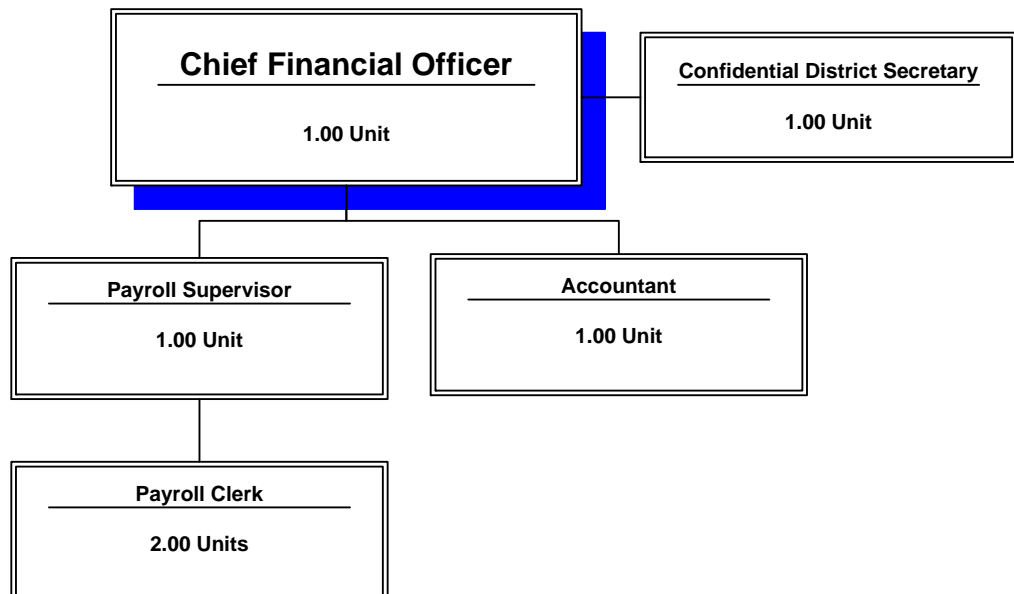 Chief Financial Officer
1.00 Unit
Confidential District Secretary
1.00 Unit
Payroll Supervisor
1.00 Unit
Accountant
1.00 Unit
Payroll Clerk
2.00 Units